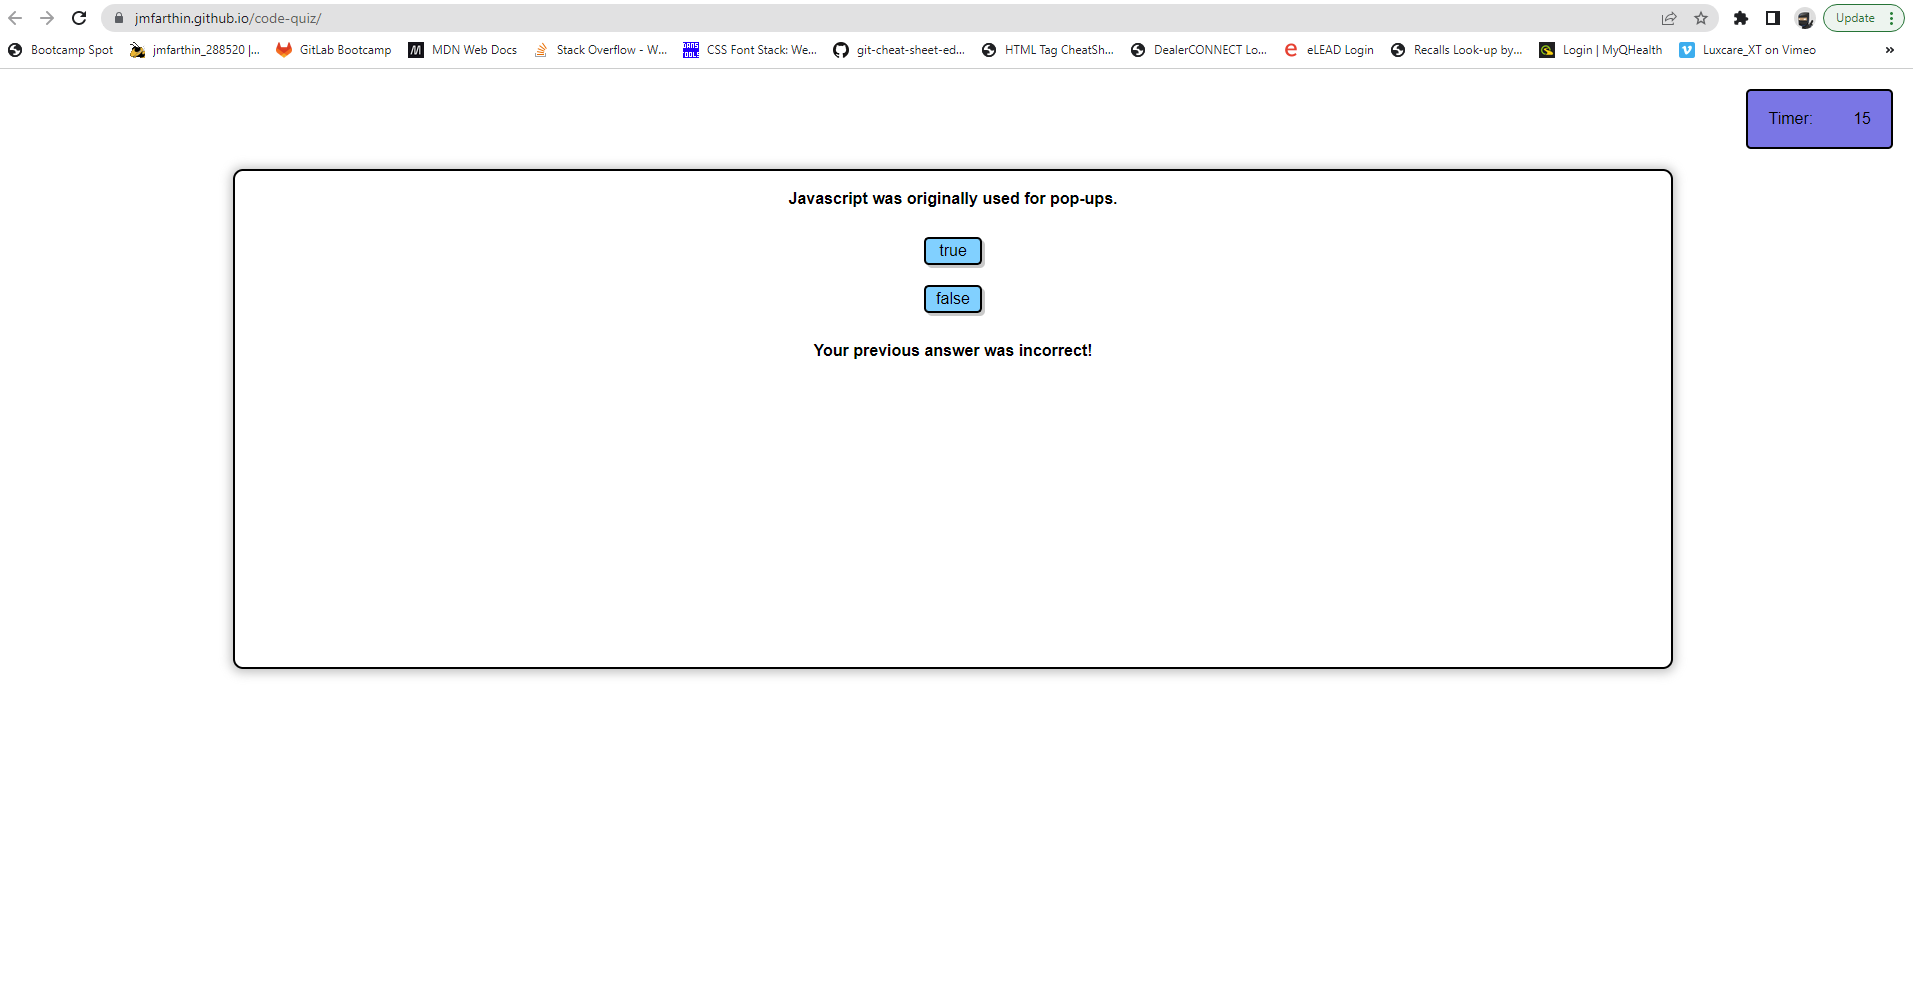 jmfarthin.github.io/code-quiz/ Update
Bootcamp Spot jmfarthin_288520 |... GitLab Bootcamp MDN Web Docs Stack Overflow - W... CSS Font Stack: We... git-cheat-sheet-ed... HTML Tag CheatSh... DealerCONNECT Lo... eLEAD Login Recalls Look-up by... Login | MyQHealth Luxcare_XT on Vimeo »
Timer: 15
Javascript was originally used for pop-ups.
true
false
Your previous answer was incorrect!